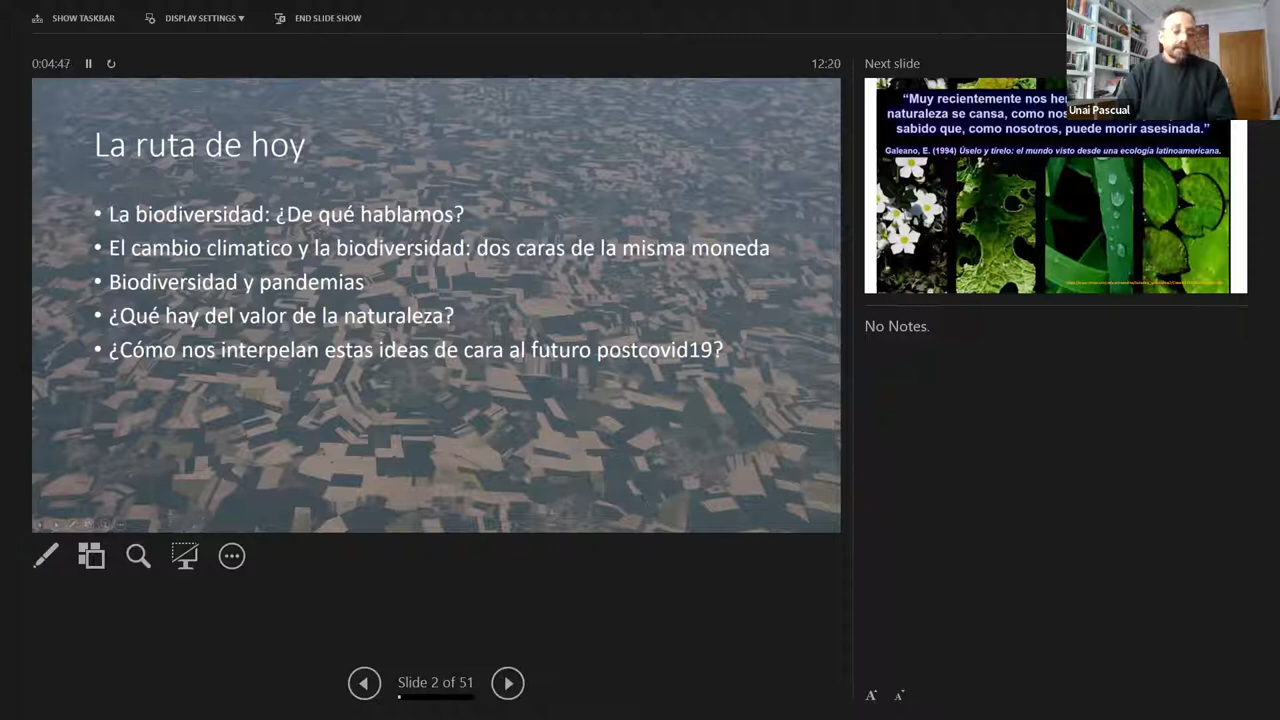 SHOW TASKBAR
DISPLAY SETTINGS
END SLIDE SHOW
0:04:47
12:20
Next slide
Unai Pascual
La ruta de hoy
• La biodiversidad: ¿De qué hablamos?
• El cambio climatico y la biodiversidad: dos caras de la misma moneda
• Biodiversidad y pandemias
• ¿Qué hay del valor de la naturaleza?
• ¿Cómo nos interpelan estas ideas de cara al futuro postcovid19?
“Muy recientemente nos
naturaleza se cansa, como
sabido que, como nosotros, puede morir asesinada.”
Galeano, E. (1994) Úselo y tírelo: el mundo visto desde una ecología latinoamericana.
No Notes.
Slide 2 of 51
A A